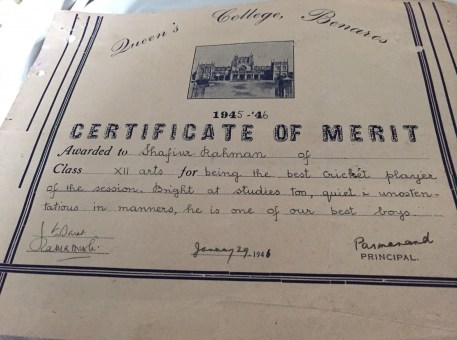 Queen's College, Benares
1945-'46
CERTIFICATE OF MERIT
Awarded to Shafiur Rahman of
Class XII arts for being the best cricket player
of the session. Bright at studies too, quiet & unosten-
tatious in manners, he is one of our best boys.
January 29, 1946
Parmanand
PRINCIPAL.